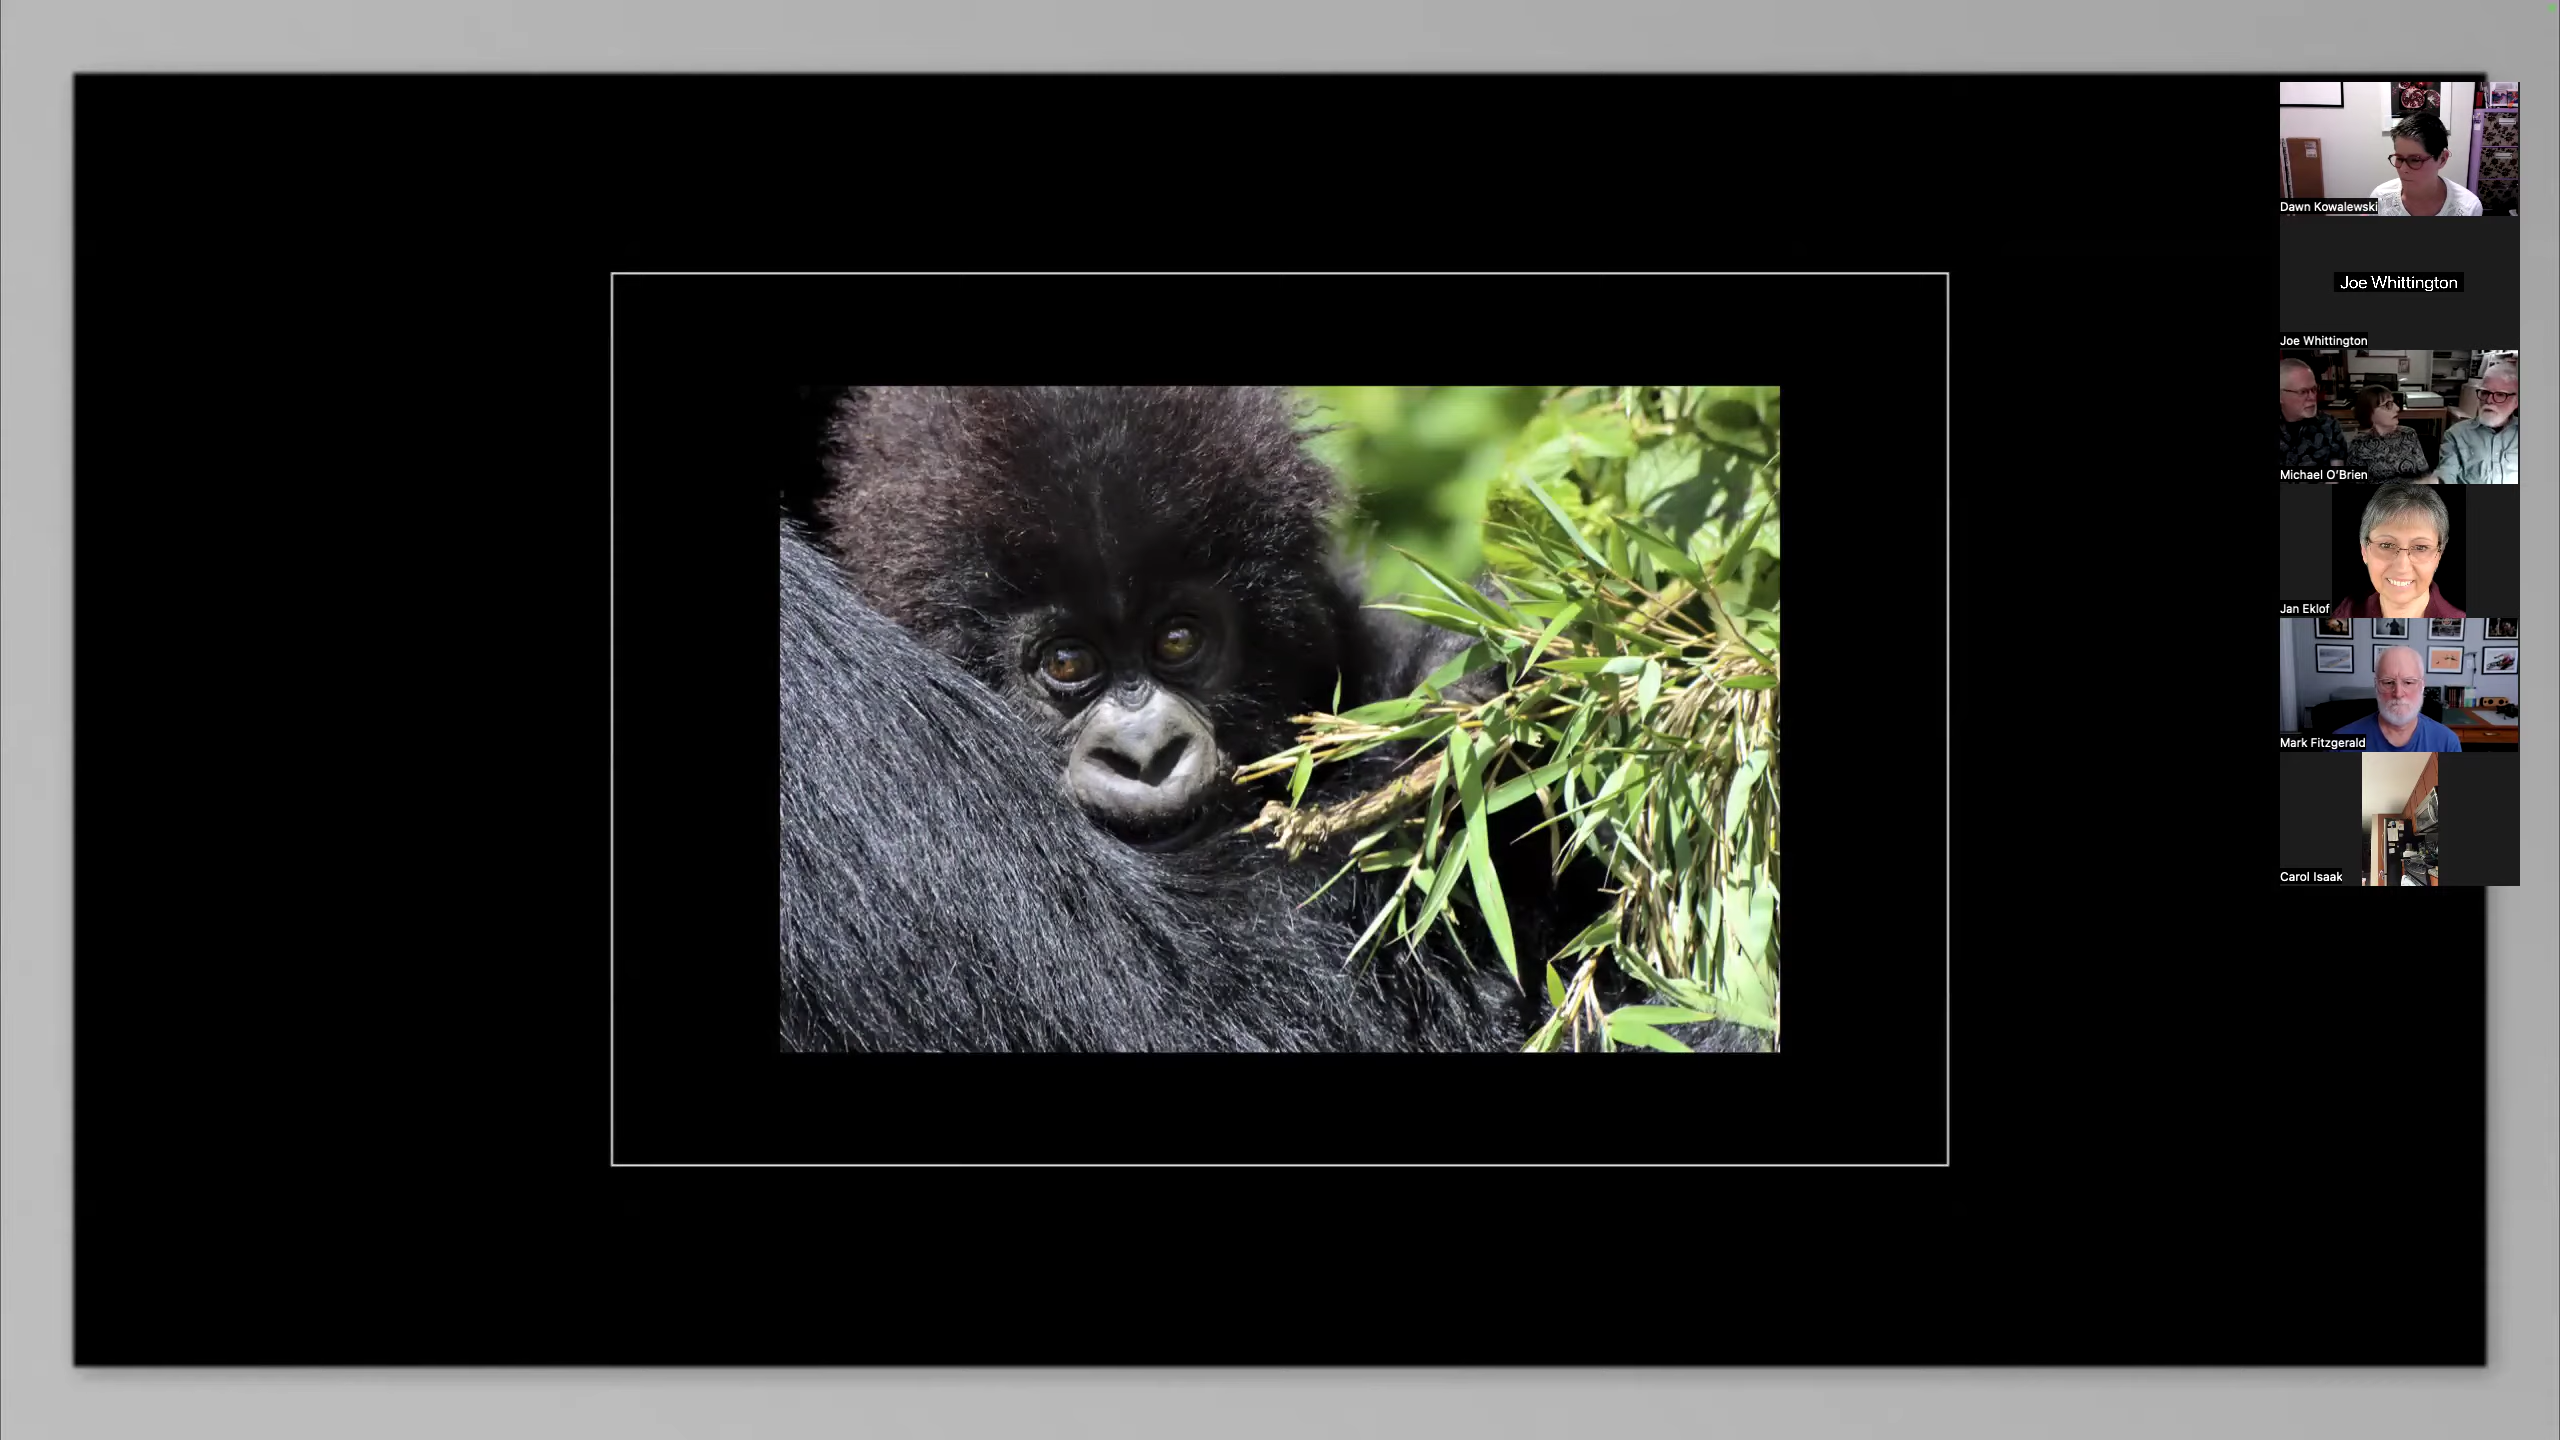 Dawn Kowalewski
Joe Whittington
Joe Whittington
Michael O'Brien
Jan Eklof
Mark Fitzgerald
Carol Isaak